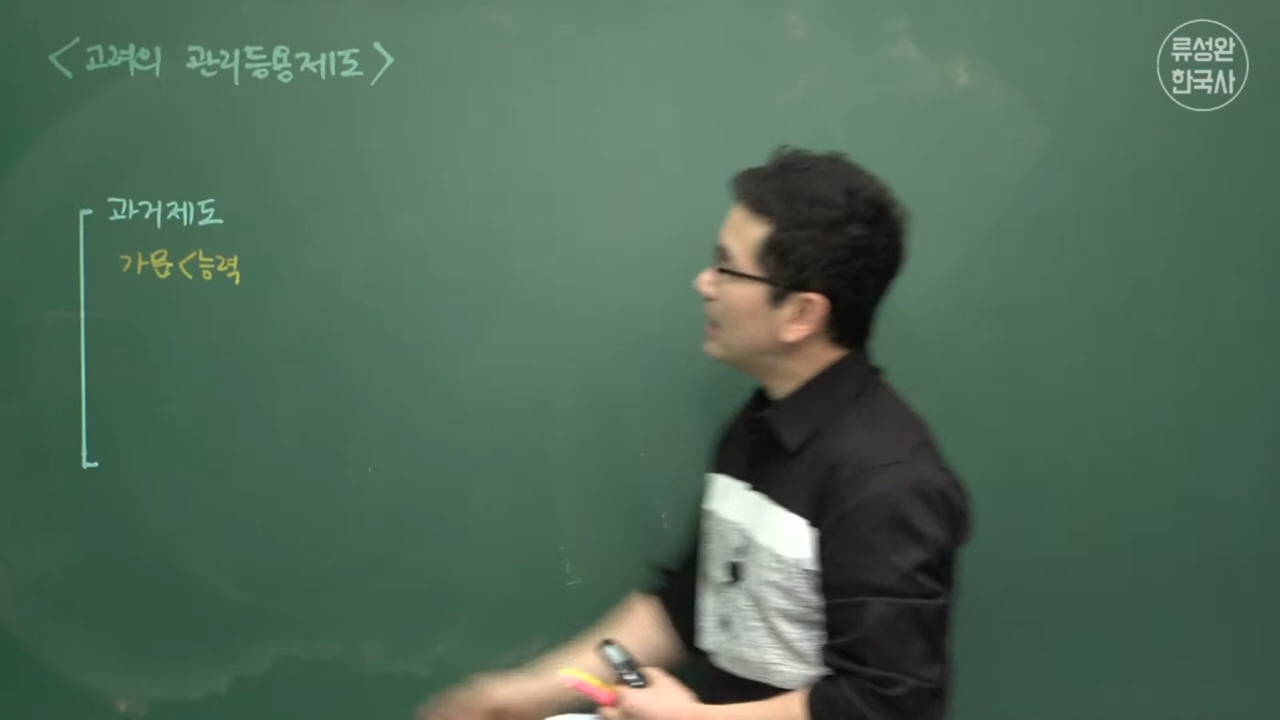 <고려의 관리등용제도>
류성완
한국사
과거제도
가문<능력